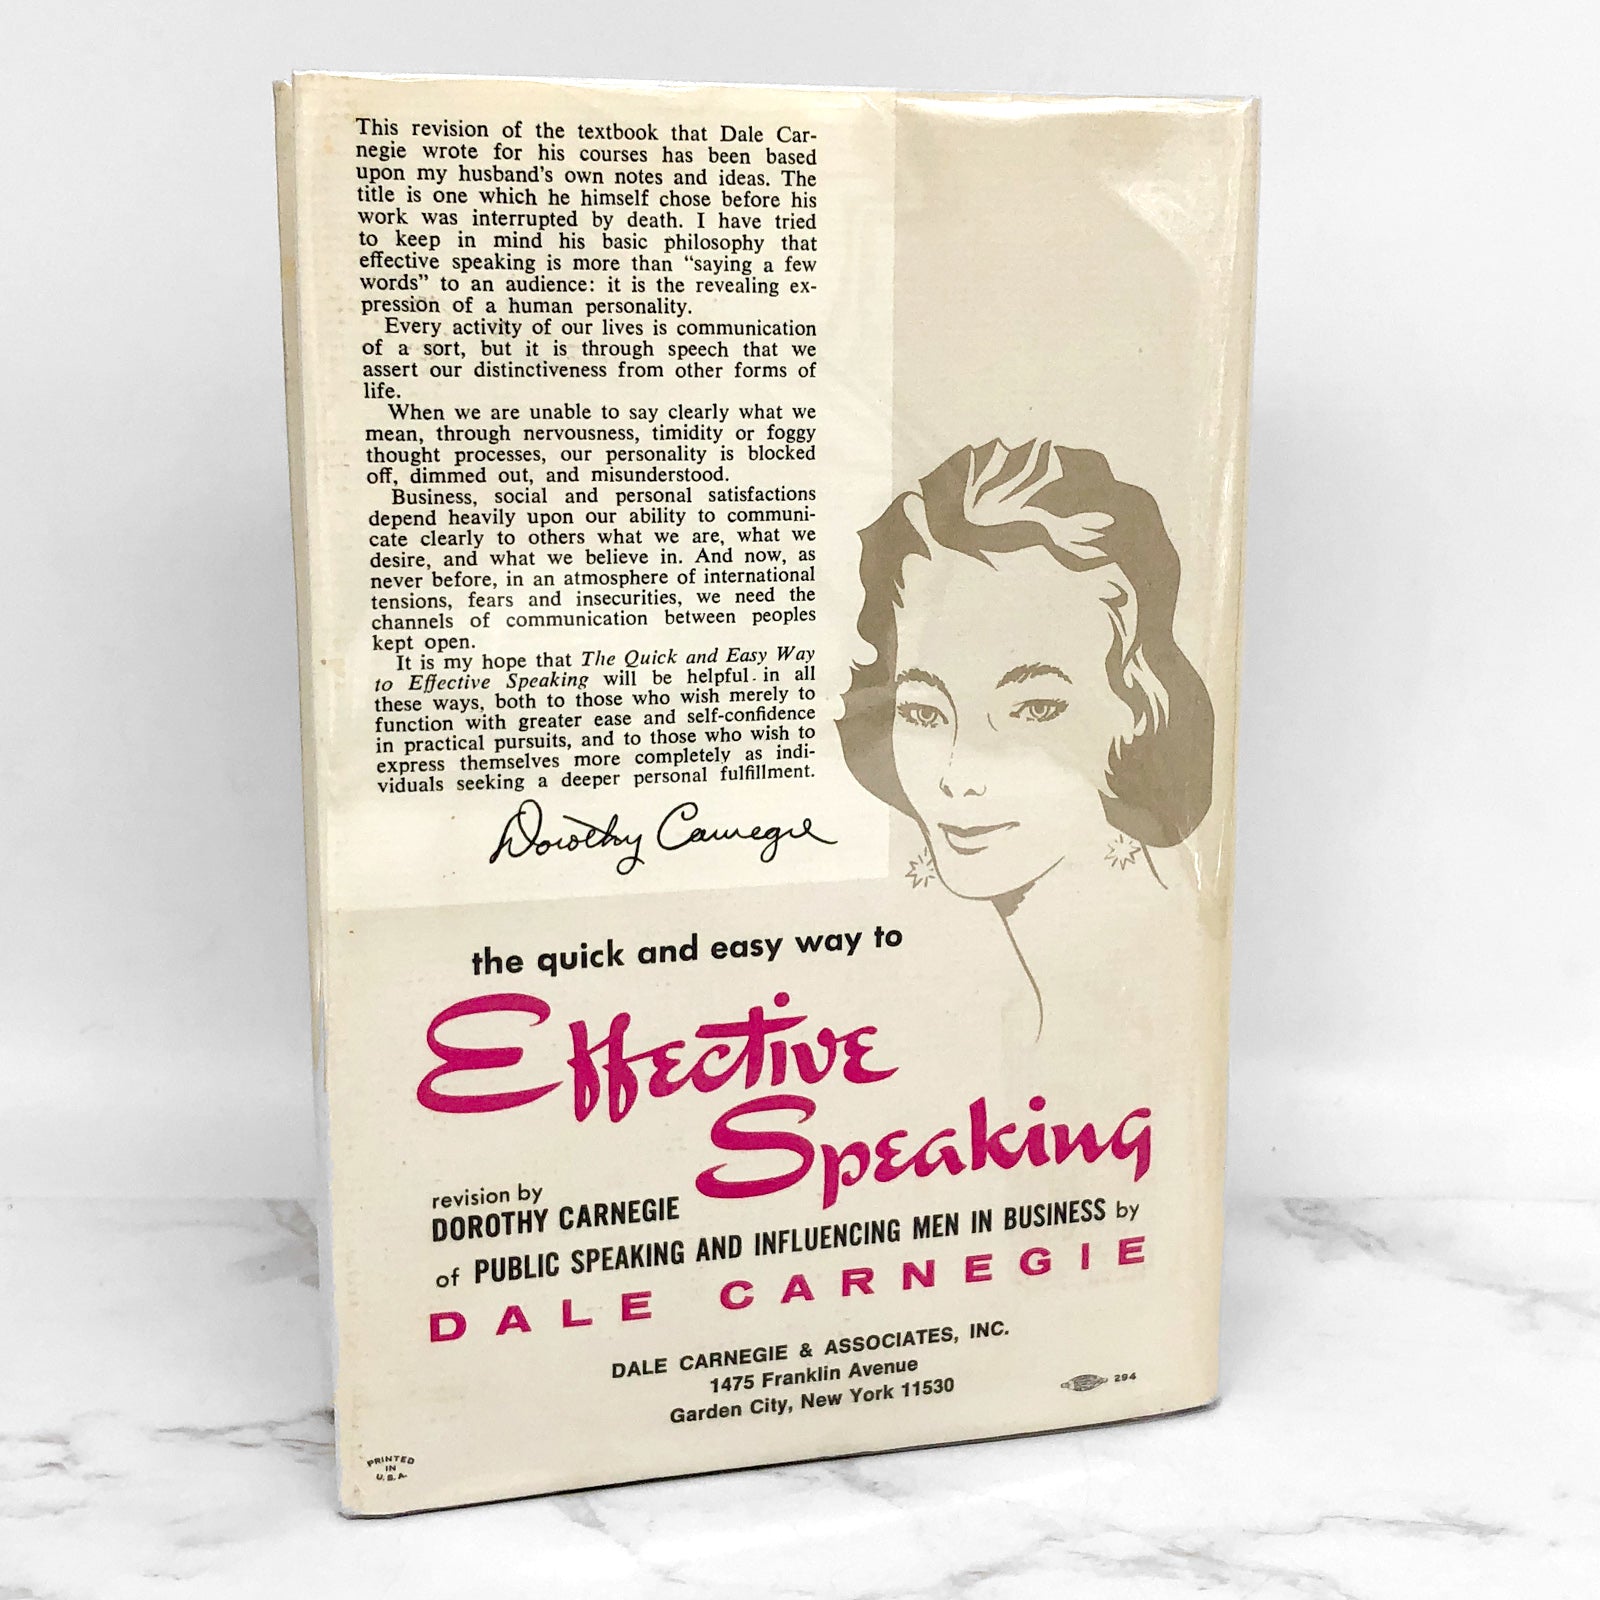 This revision of the textbook that Dale Car-
negie wrote for his courses has been based
upon my husband's own notes and ideas. The
title is one which he himself chose before his
work was interrupted by death. I have tried
to keep in mind his basic philosophy that
effective speaking is more than “saying a few
words” to an audience: it is the revealing ex-
pression of a human personality.
Every activity of our lives is communication
of a sort, but it is through speech that we
assert our distinctiveness from other forms of
life.
When we are unable to say clearly what we
mean, through nervousness, timidity or foggy
thought processes, our personality is blocked
off, dimmed out, and misunderstood.
Business, social and personal satisfactions
depend heavily upon our ability to communi-
cate clearly to others what we are, what we
desire, and what we believe in. And now, as
never before, in an atmosphere of international
tensions, fears and insecurities, we need the
channels of communication between peoples
kept open.
It is my hope that The Quick and Easy Way
to Effective Speaking will be helpful in all
these ways, both to those who wish merely to
function with greater ease and self-confidence
in practical pursuits, and to those who wish to
express themselves more completely as indi-
viduals seeking a deeper personal fulfillment.
Dorothy Carnegie
the quick and easy way to
Effective
Speaking
revision by
DOROTHY CARNEGIE
of PUBLIC SPEAKING AND INFLUENCING MEN IN BUSINESS by
DALE CARNEGIE
DALE CARNEGIE & ASSOCIATES, INC.
1475 Franklin Avenue
Garden City, New York 11530
294
PRINTED
IN
U.S.A.